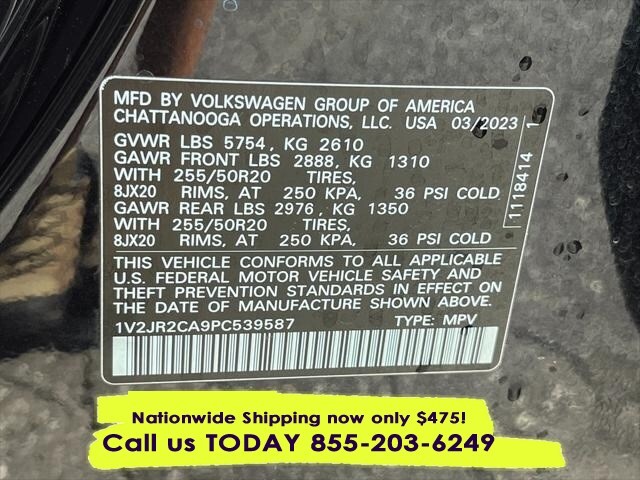 MFD BY VOLKSWAGEN GROUP OF AMERICA
CHATTANOOGA OPERATIONS, LLC. USA 03/2023
GVWR LBS 5754, KG 2610
GAWR FRONT LBS 2888, KG 1310
WITH 255/50R20 TIRES,
8JX20 RIMS, AT 250 KPA, 36 PSI COLD
GAWR REAR LBS 2976, KG 1350
WITH 255/50R20 TIRES,
8JX20 RIMS, AT 250 KPA, 36 PSI COLD
THIS VEHICLE CONFORMS TO ALL APPLICABLE
U.S. FEDERAL MOTOR VEHICLE SAFETY AND
THEFT PREVENTION STANDARDS IN EFFECT ON
THE DATE OF MANUFACTURE SHOWN ABOVE.
1V2JR2CA9PC539587 TYPE: MPV
1118414 1
Nationwide Shipping now only $475!
Call us TODAY 855-203-6249